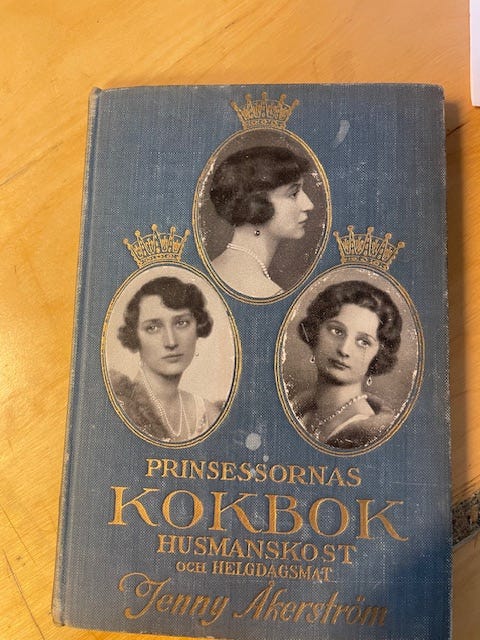 PRINSESSORNAS
KOKBOK
HUSMANSKOST
OCH HELGDAGSMAT
Jenny Åkerström